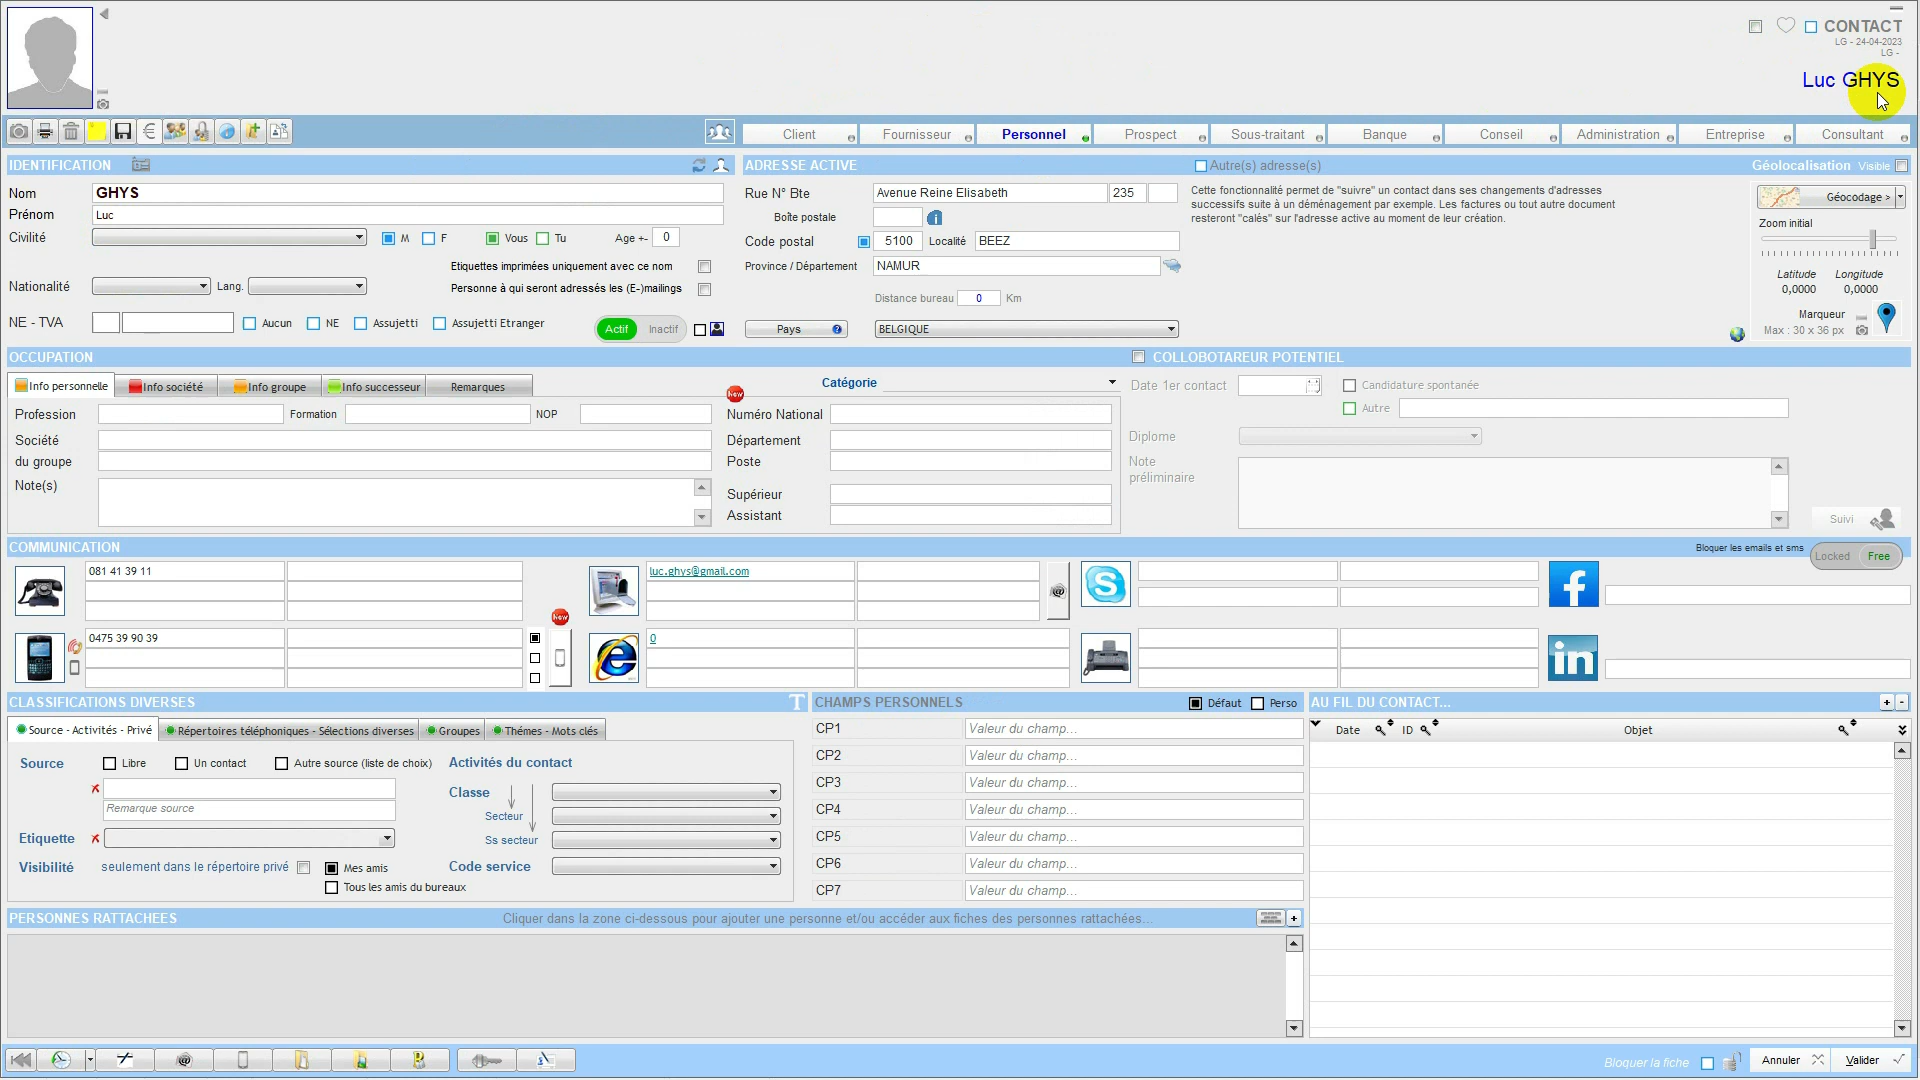 CONTACT
LG - 24-04-2023
LG -
Luc GHYS
Client Fournisseur Personnel Prospect Sous-traitant Banque Conseil Administration Entreprise Consultant
IDENTIFICATION
Nom GHYS
Prénom Luc
Civilité M F Vous Tu Age +- 0
Etiquettes imprimées uniquement avec ce nom
Nationalité Lang. Personne à qui seront adressés les (E-)mailings
NE - TVA Aucun NE Assujetti Assujetti Etranger Actif Inactif
ADRESSE ACTIVE Autre(s) adresse(s)
Rue N° Bte Avenue Reine Elisabeth 235
Boîte postale
Code postal 5100 Localité BEEZ
Province / Département NAMUR
Distance bureau 0 Km
Pays BELGIQUE
Cette fonctionnalité permet de "suivre" un contact dans ses changements d'adresses
successifs suite à un déménagement par exemple. Les factures ou tout autre document
resteront "calés" sur l'adresse active au moment de leur création.
Géolocalisation Visible
Géocodage >
Zoom initial
Latitude Longitude
0,0000 0,0000
Marqueur
Max : 30 x 36 px
OCCUPATION
Info personnelle Info société Info groupe Info successeur Remarques
Catégorie
Profession Formation NOP
Société
du groupe
Note(s)
New
Numéro National
Département
Poste
Supérieur
Assistant
COLLOBOTAREUR POTENTIEL
Date 1er contact Candidature spontanée
Autre
Diplome
Note
préliminaire
Suivi
COMMUNICATION
Bloquer les emails et sms Locked Free
081 41 39 11
luc.ghys@gmail.com
New
0475 39 90 39
0
CLASSIFICATIONS DIVERSES T
Source - Activités - Privé Répertoires téléphoniques - Sélections diverses Groupes Thémes - Mots clés
Source Libre Un contact Autre source (liste de choix)
Remarque source
Etiquette
Visibilité seulement dans le répertoire privé Mes amis
Tous les amis du bureaux
Activités du contact
Classe
Secteur
Ss secteur
Code service
CHAMPS PERSONNELS Défaut Perso
CP1 Valeur du champ...
CP2 Valeur du champ...
CP3 Valeur du champ...
CP4 Valeur du champ...
CP5 Valeur du champ...
CP6 Valeur du champ...
CP7 Valeur du champ...
AU FIL DU CONTACT... + -
Date ID Objet
PERSONNES RATTACHEES Cliquer dans la zone ci-dessous pour ajouter une personne et/ou accéder aux fiches des personnes rattachées... +
Bloquer la fiche Annuler Valider